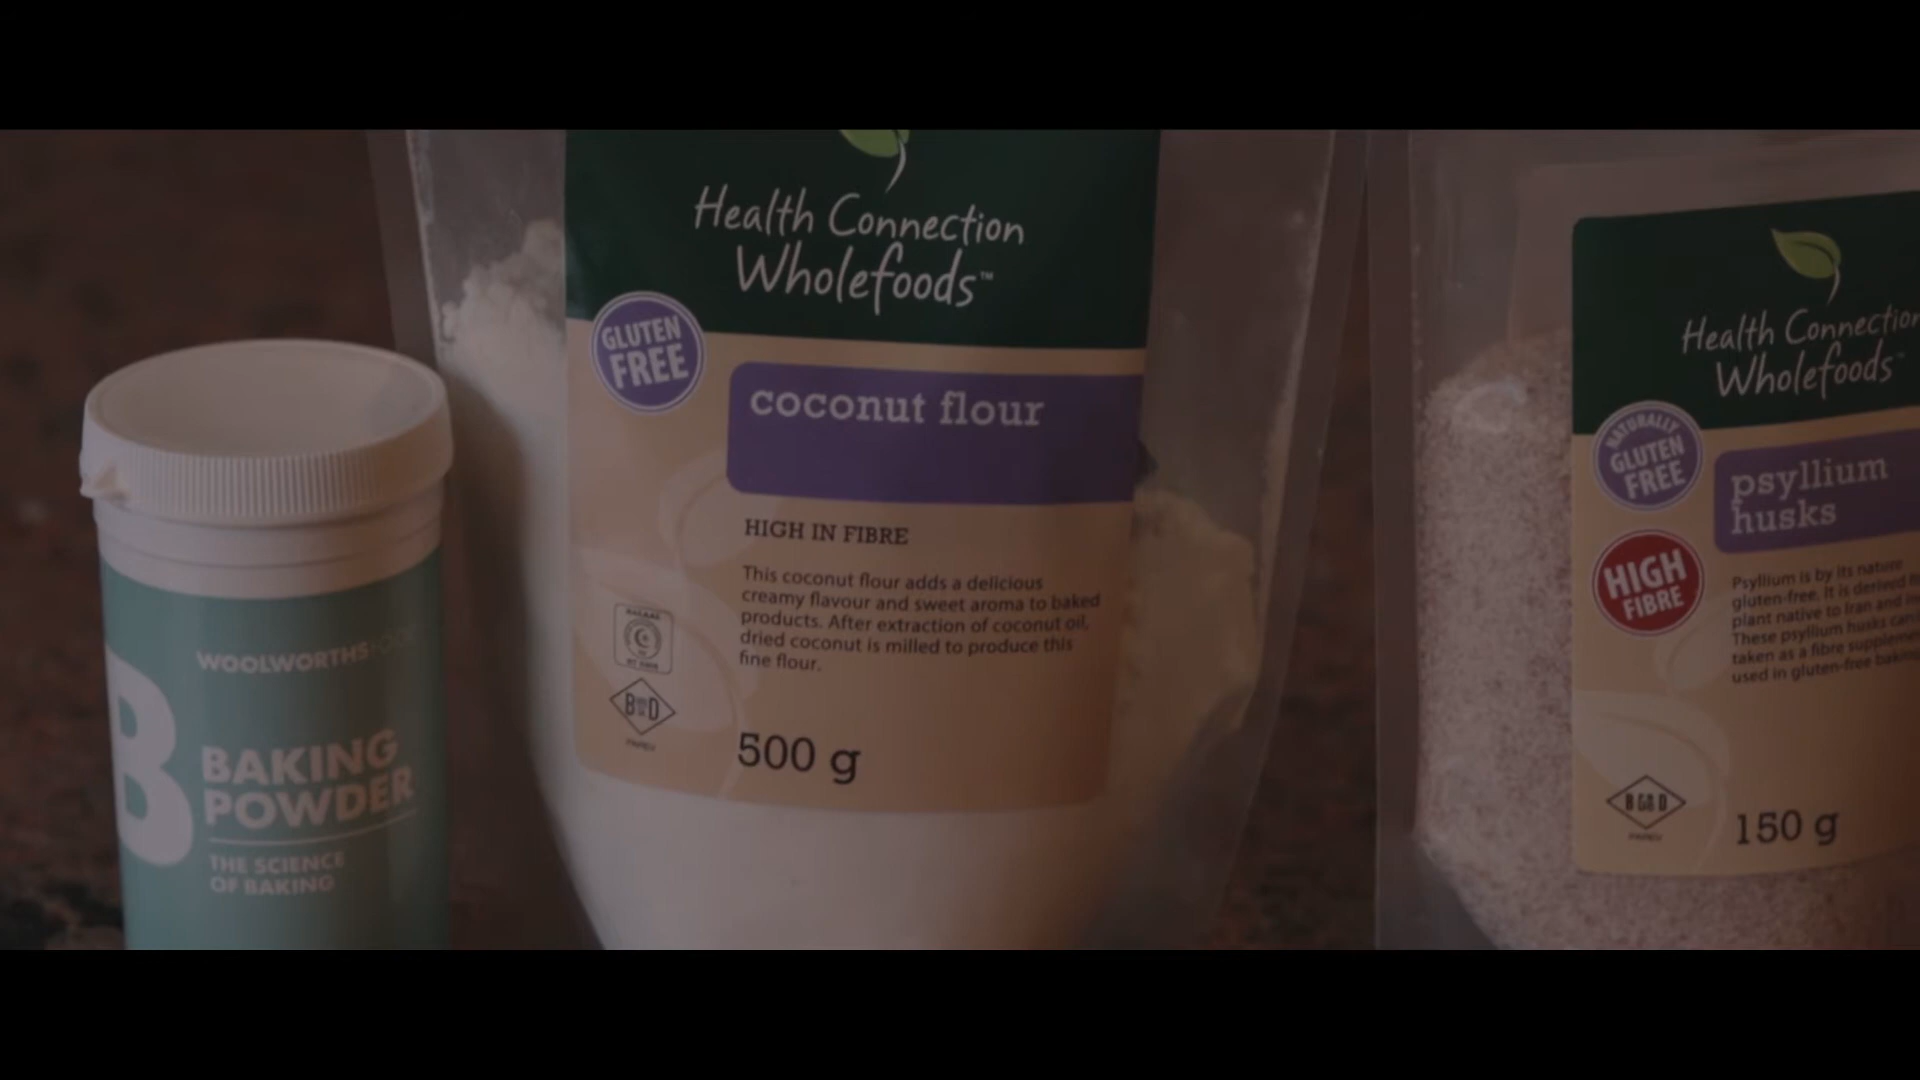 WOOLWORTHS
B
BAKING
POWDER
THE SCIENCE
OF BAKING
Health Connection
Wholefoods™
GLUTEN
FREE
coconut flour
HIGH IN FIBRE
This coconut flour adds a delicious
creamy flavour and sweet aroma to baked
products. After extraction of coconut oil,
dried coconut is milled to produce this
fine flour.
500 g
Health Connection
Wholefoods
NATURALLY
GLUTEN
FREE
HIGH
FIBRE
psyllium
husks
Psyllium is by its nature
gluten-free. It is derived
plant native to Iran and
These psyllium husks can
taken as a fibre
used in gluten-free baking
PAREV
150 g